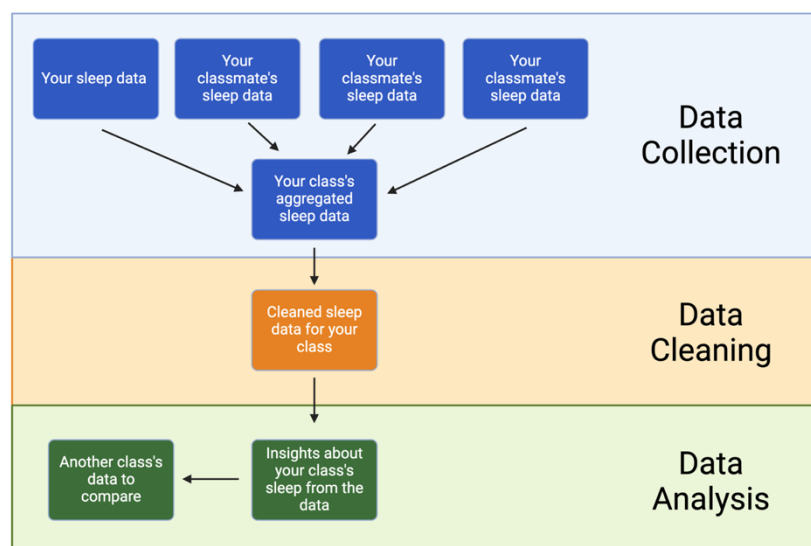 Your sleep data
Your
classmate's
sleep data
Your
classmate's
sleep data
Your
classmate's
sleep data
Data
Collection
Your class's
aggregated
sleep data
Cleaned sleep
data for your
class
Data
Cleaning
Another class's
data to
compare
Insights about
your class's
sleep from the
data
Data
Analysis